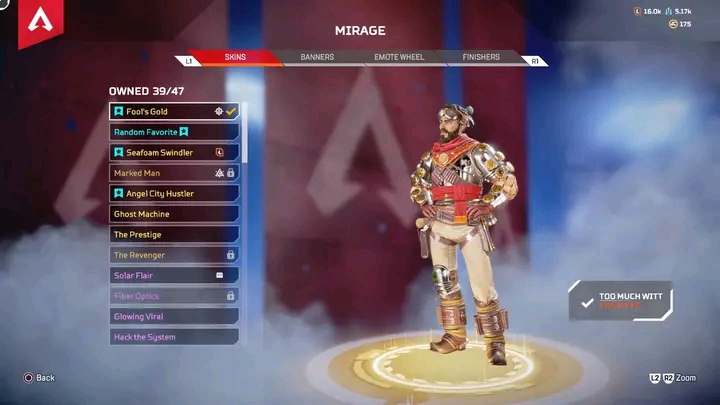 16.0k 5.17k
175
MIRAGE
L1 SKINS BANNERS EMOTE WHEEL FINISHERS R1
OWNED 39/47
Fool's Gold
Random Favorite
Seafoam Swindler
Marked Man
Angel City Hustler
Ghost Machine
The Prestige
The Revenger
Solar Flair
Fiber Optics
Glowing Viral
Hack the System
TOO MUCH WITT
Back
L2 R2 Zoom